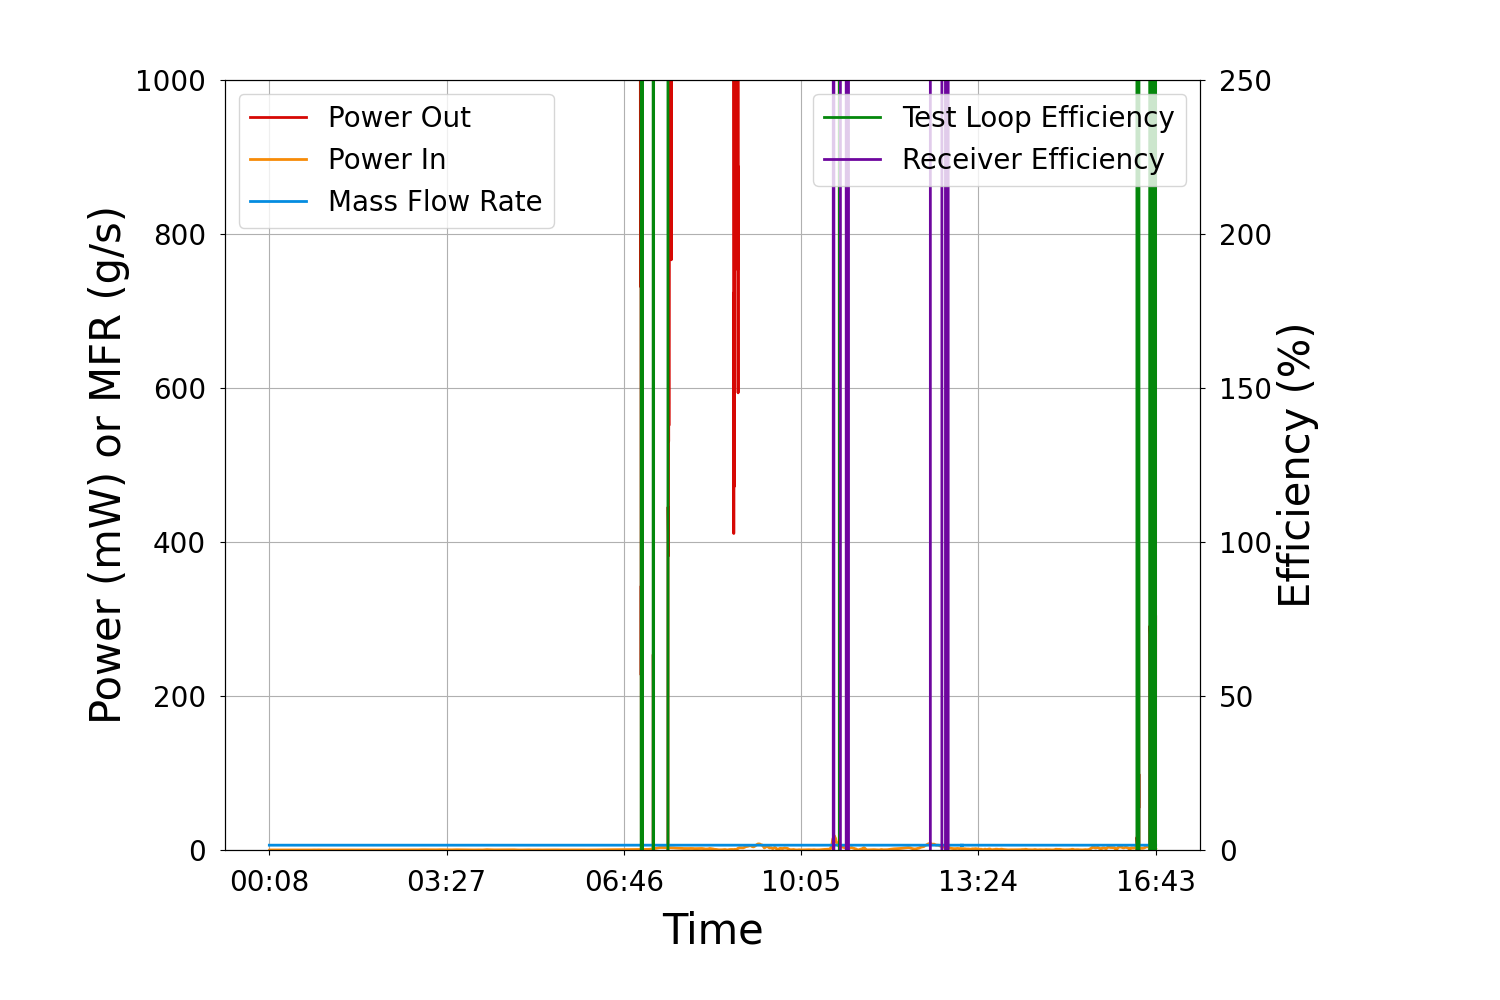 Power Out
Power In
Mass Flow Rate
Test Loop Efficiency
Receiver Efficiency
1000
800
600
400
200
0
Power (mW) or MFR (g/s)
250
200
150
100
50
0
Efficiency (%)
00:08 03:27 06:46 10:05 13:24 16:43
Time